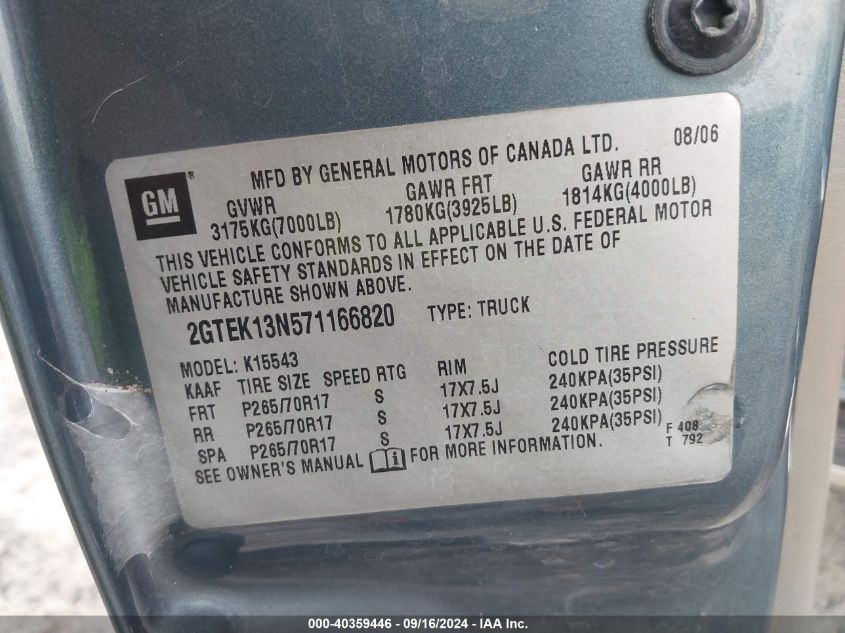 GM ®
MFD BY GENERAL MOTORS OF CANADA LTD. 08/06
GVWR GAWR FRT GAWR RR
3175KG(7000LB) 1780KG(3925LB) 1814KG(4000LB)
THIS VEHICLE CONFORMS TO ALL APPLICABLE U.S. FEDERAL MOTOR
VEHICLE SAFETY STANDARDS IN EFFECT ON THE DATE OF
MANUFACTURE SHOWN ABOVE.
2GTEK13N571166820 TYPE: TRUCK
MODEL: K15543
KAAF TIRE SIZE SPEED RTG RIM COLD TIRE PRESSURE
FRT P265/70R17 S 17X7.5J 240KPA(35PSI)
RR P265/70R17 S 17X7.5J 240KPA(35PSI)
SPA P265/70R17 S 17X7.5J 240KPA(35PSI)
SEE OWNER'S MANUAL i FOR MORE INFORMATION.
F 408
T 792
000-40359446 - 09/16/2024 - IAA Inc.